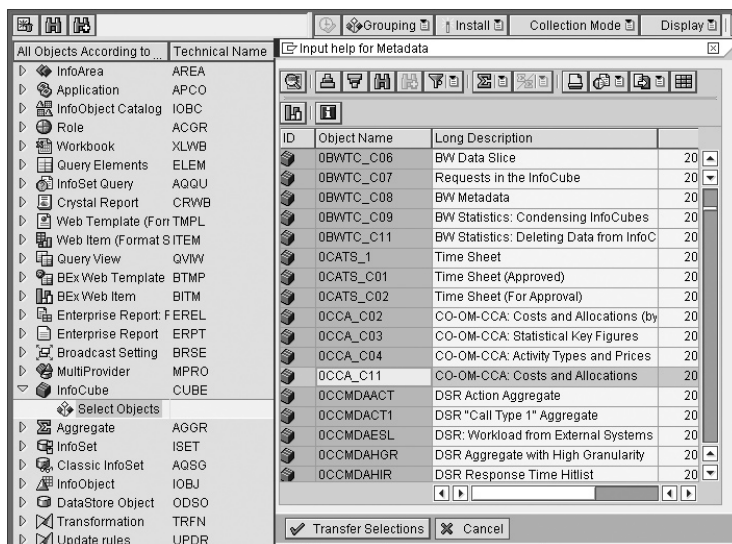 Grouping Install Collection Mode Display
All Objects According to ... Technical Name
Input help for Metadata
InfoArea AREA
Application APCO
InfoObject Catalog IOBC
Role ACGR
Workbook XLWB
Query Elements ELEM
InfoSet Query AQQU
Crystal Report CRWB
Web Template (Forr TMPL
Web Item (Format S ITEM
Query View QVIW
BEx Web Template BTMP
BEx Web Item BITM
Enterprise Report: F EREL
Enterprise Report ERPT
Broadcast Setting BRSE
MultiProvider MPRO
InfoCube CUBE
Select Objects
Aggregate AGGR
InfoSet ISET
Classic InfoSet AQSG
InfoObject IOBJ
DataStore Object ODSO
Transformation TRFN
Update rules UPDR
ID Object Name Long Description
0BWTC_C06 BW Data Slice 20
0BWTC_C07 Requests in the InfoCube 20
0BWTC_C08 BW Metadata 20
0BWTC_C09 BW Statistics: Condensing InfoCubes 20
0BWTC_C11 BW Statistics: Deleting Data from InfoC 20
0CATS_1 Time Sheet 20
0CATS_C01 Time Sheet (Approved) 20
0CATS_C02 Time Sheet (For Approval) 20
0CCA_C02 CO-OM-CCA: Costs and Allocations (by 20
0CCA_C03 CO-OM-CCA: Statistical Key Figures 20
0CCA_C04 CO-OM-CCA: Activity Types and Prices 20
0CCA_C11 CO-OM-CCA: Costs and Allocations 20
0CCMDAACT DSR Action Aggregate 20
0CCMDACT1 DSR "Call Type 1" Aggregate 20
0CCMDAESL DSR: Workload from External Systems 20
0CCMDAHGR DSR Aggregate with High Granularity 20
0CCMDAHIR DSR Response Time Hitlist 20
Transfer Selections Cancel